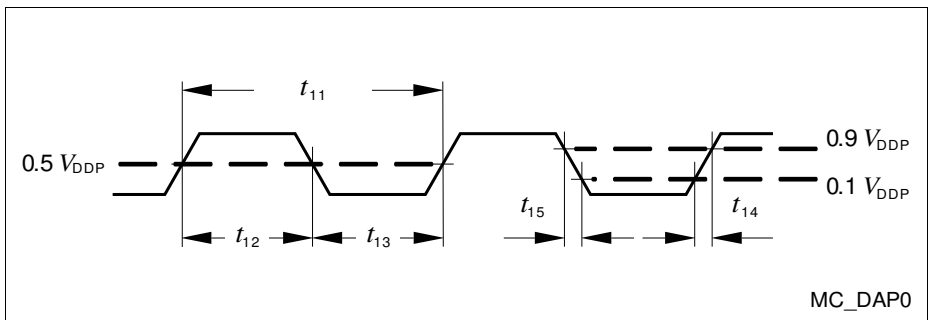 t11
0.5 VDDP
0.9 VDDP
0.1 VDDP
t15
t14
t12
t13
MC_DAP0